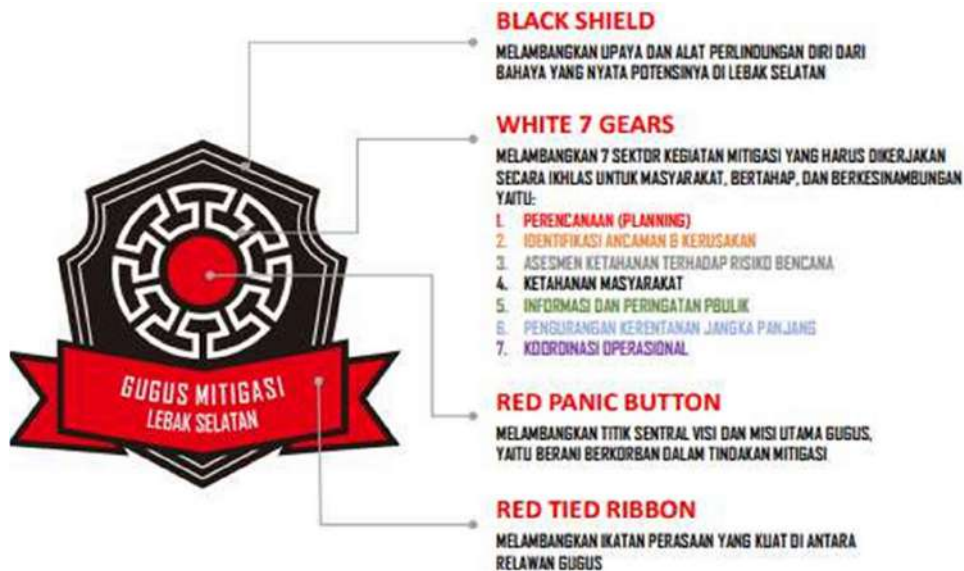 BLACK SHIELD
MELAMBANGKAN UPAYA DAN ALAT PERLINDUNGAN DIRI DARI
BAHAYA YANG NYATA POTENSINYA DI LEBAK SELATAN
WHITE 7 GEARS
MELAMBANGKAN 7 SEKTOR KEGIATAN MITIGASI YANG HARUS DIKERJAKAN
SECARA IKHLAS UNTUK MASYARAKAT, BERTAHAP, DAN BERKESINAMBUNGAN
YAITU:
1. PERENCANAAN (PLANNING)
2. IDENTIFIKASI ANCAMAN & KERUSAKAN
3. ASESMEN KETAHANAN TERHADAP RISIKO BENCANA
4. KETAHANAN MASYARAKAT
5. INFORMASI DAN PERINGATAN PBULIK
6. PENGURANGAN KERENTANAN JANGKA PANJANG
7. KOORDINASI OPERASIONAL
GUGUS MITIGASI
LEBAK SELATAN
RED PANIC BUTTON
MELAMBANGKAN TITIK SENTRAL VISI DAN MISI UTAMA GUGUS,
YAITU BERANI BERKORBAN DALAM TINDAKAN MITIGASI
RED TIED RIBBON
MELAMBANGKAN IKATAN PERASAAN YANG KUAT DI ANTARA
RELAWAN GUGUS